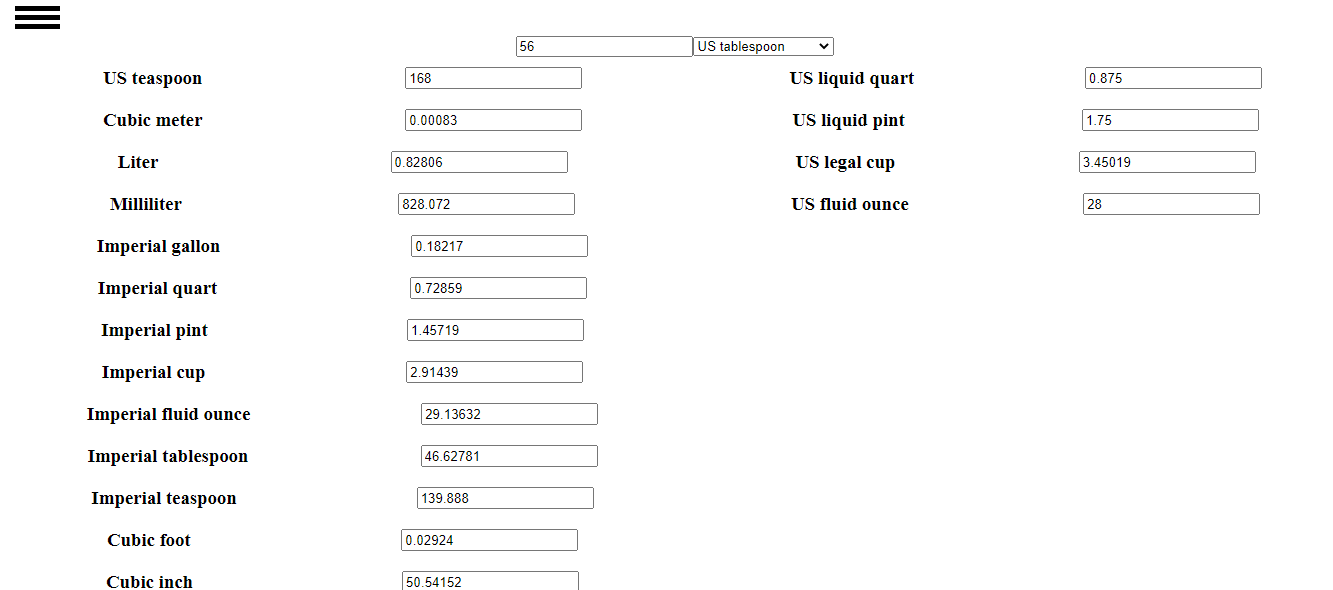 56 US tablespoon
US teaspoon 168 US liquid quart 0.875
Cubic meter 0.00083 US liquid pint 1.75
Liter 0.82806 US legal cup 3.45019
Milliliter 828.072 US fluid ounce 28
Imperial gallon 0.18217
Imperial quart 0.72859
Imperial pint 1.45719
Imperial cup 2.91439
Imperial fluid ounce 29.13632
Imperial tablespoon 46.62781
Imperial teaspoon 139.888
Cubic foot 0.02924
Cubic inch 50.54152